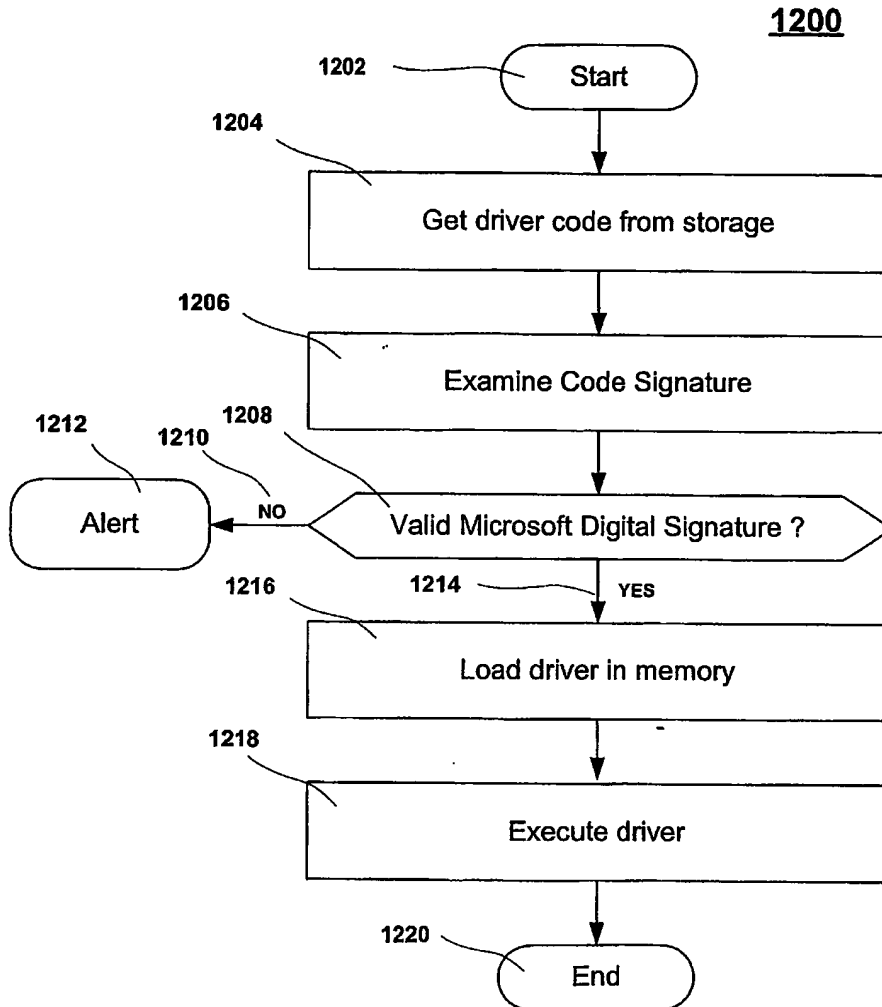 1200
1202
Start
1204
Get driver code from storage
1206
Examine Code Signature
1208
1210
1212
Alert
NO
Valid Microsoft Digital Signature ?
1214
YES
1216
Load driver in memory
1218
Execute driver
1220
End